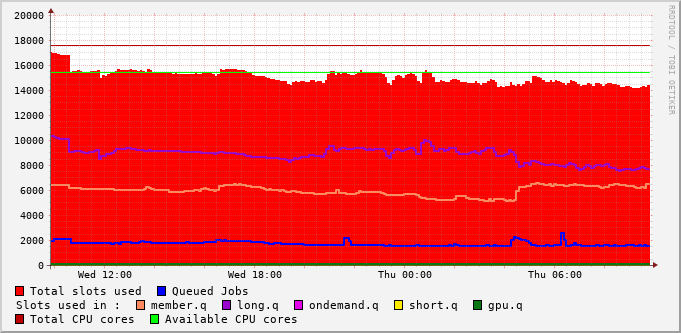 20000
18000
16000
14000
12000
10000
8000
6000
4000
2000
0
Wed 12:00 Wed 18:00 Thu 00:00 Thu 06:00
RRDTOOL / TOBI OETIKER
Total slots used Queued Jobs
Slots used in : member.q long.q ondemand.q short.q gpu.q
Total CPU cores Available CPU cores